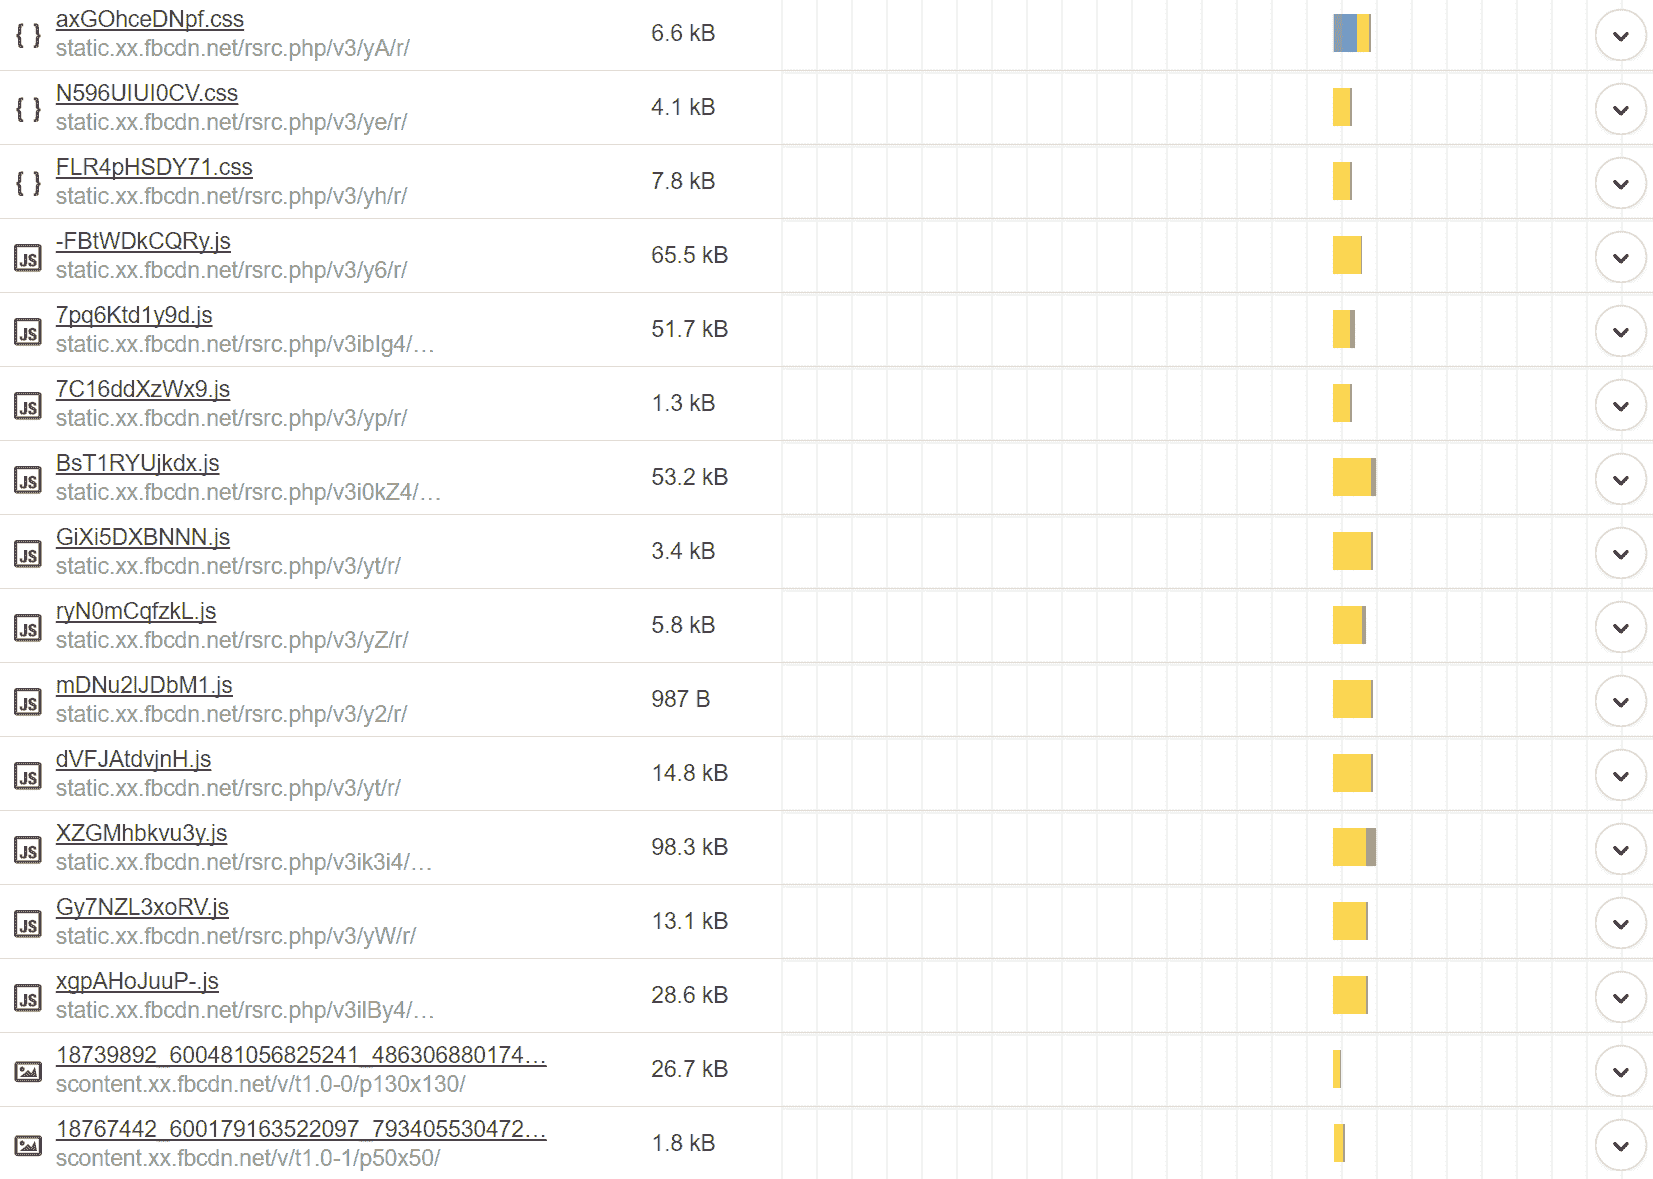 axGOhceDNpf.css
static.xx.fbcdn.net/rsrc.php/v3/yA/r/
6.6 kB
N596UIUI0CV.css
static.xx.fbcdn.net/rsrc.php/v3/ye/r/
4.1 kB
FLR4pHSDY71.css
static.xx.fbcdn.net/rsrc.php/v3/yh/r/
7.8 kB
JS
-FBtWDkCQRy.js
static.xx.fbcdn.net/rsrc.php/v3/y6/r/
65.5 kB
JS
7pq6Ktd1y9d.js
static.xx.fbcdn.net/rsrc.php/v3ibIg4/…
51.7 kB
JS
7C16ddXzWx9.js
static.xx.fbcdn.net/rsrc.php/v3/yp/r/
1.3 kB
JS
BsT1RYUjkdx.js
static.xx.fbcdn.net/rsrc.php/v3i0kZ4/…
53.2 kB
JS
GiXi5DXBNNN.js
static.xx.fbcdn.net/rsrc.php/v3/yt/r/
3.4 kB
JS
ryN0mCqfzkL.js
static.xx.fbcdn.net/rsrc.php/v3/yZ/r/
5.8 kB
JS
mDNu2lJDbM1.js
static.xx.fbcdn.net/rsrc.php/v3/y2/r/
987 B
JS
dVFJAtdvjnH.js
static.xx.fbcdn.net/rsrc.php/v3/yt/r/
14.8 kB
JS
XZGMhbkvu3y.js
static.xx.fbcdn.net/rsrc.php/v3ik3i4/…
98.3 kB
JS
Gy7NZL3xoRV.js
static.xx.fbcdn.net/rsrc.php/v3/yW/r/
13.1 kB
JS
xgpAHoJuuP-.js
static.xx.fbcdn.net/rsrc.php/v3ilBy4/…
28.6 kB
18739892_600481056825241_486306880174…
scontent.xx.fbcdn.net/v/t1.0-0/p130x130/
26.7 kB
18767442_600179163522097_793405530472…
scontent.xx.fbcdn.net/v/t1.0-1/p50x50/
1.8 kB